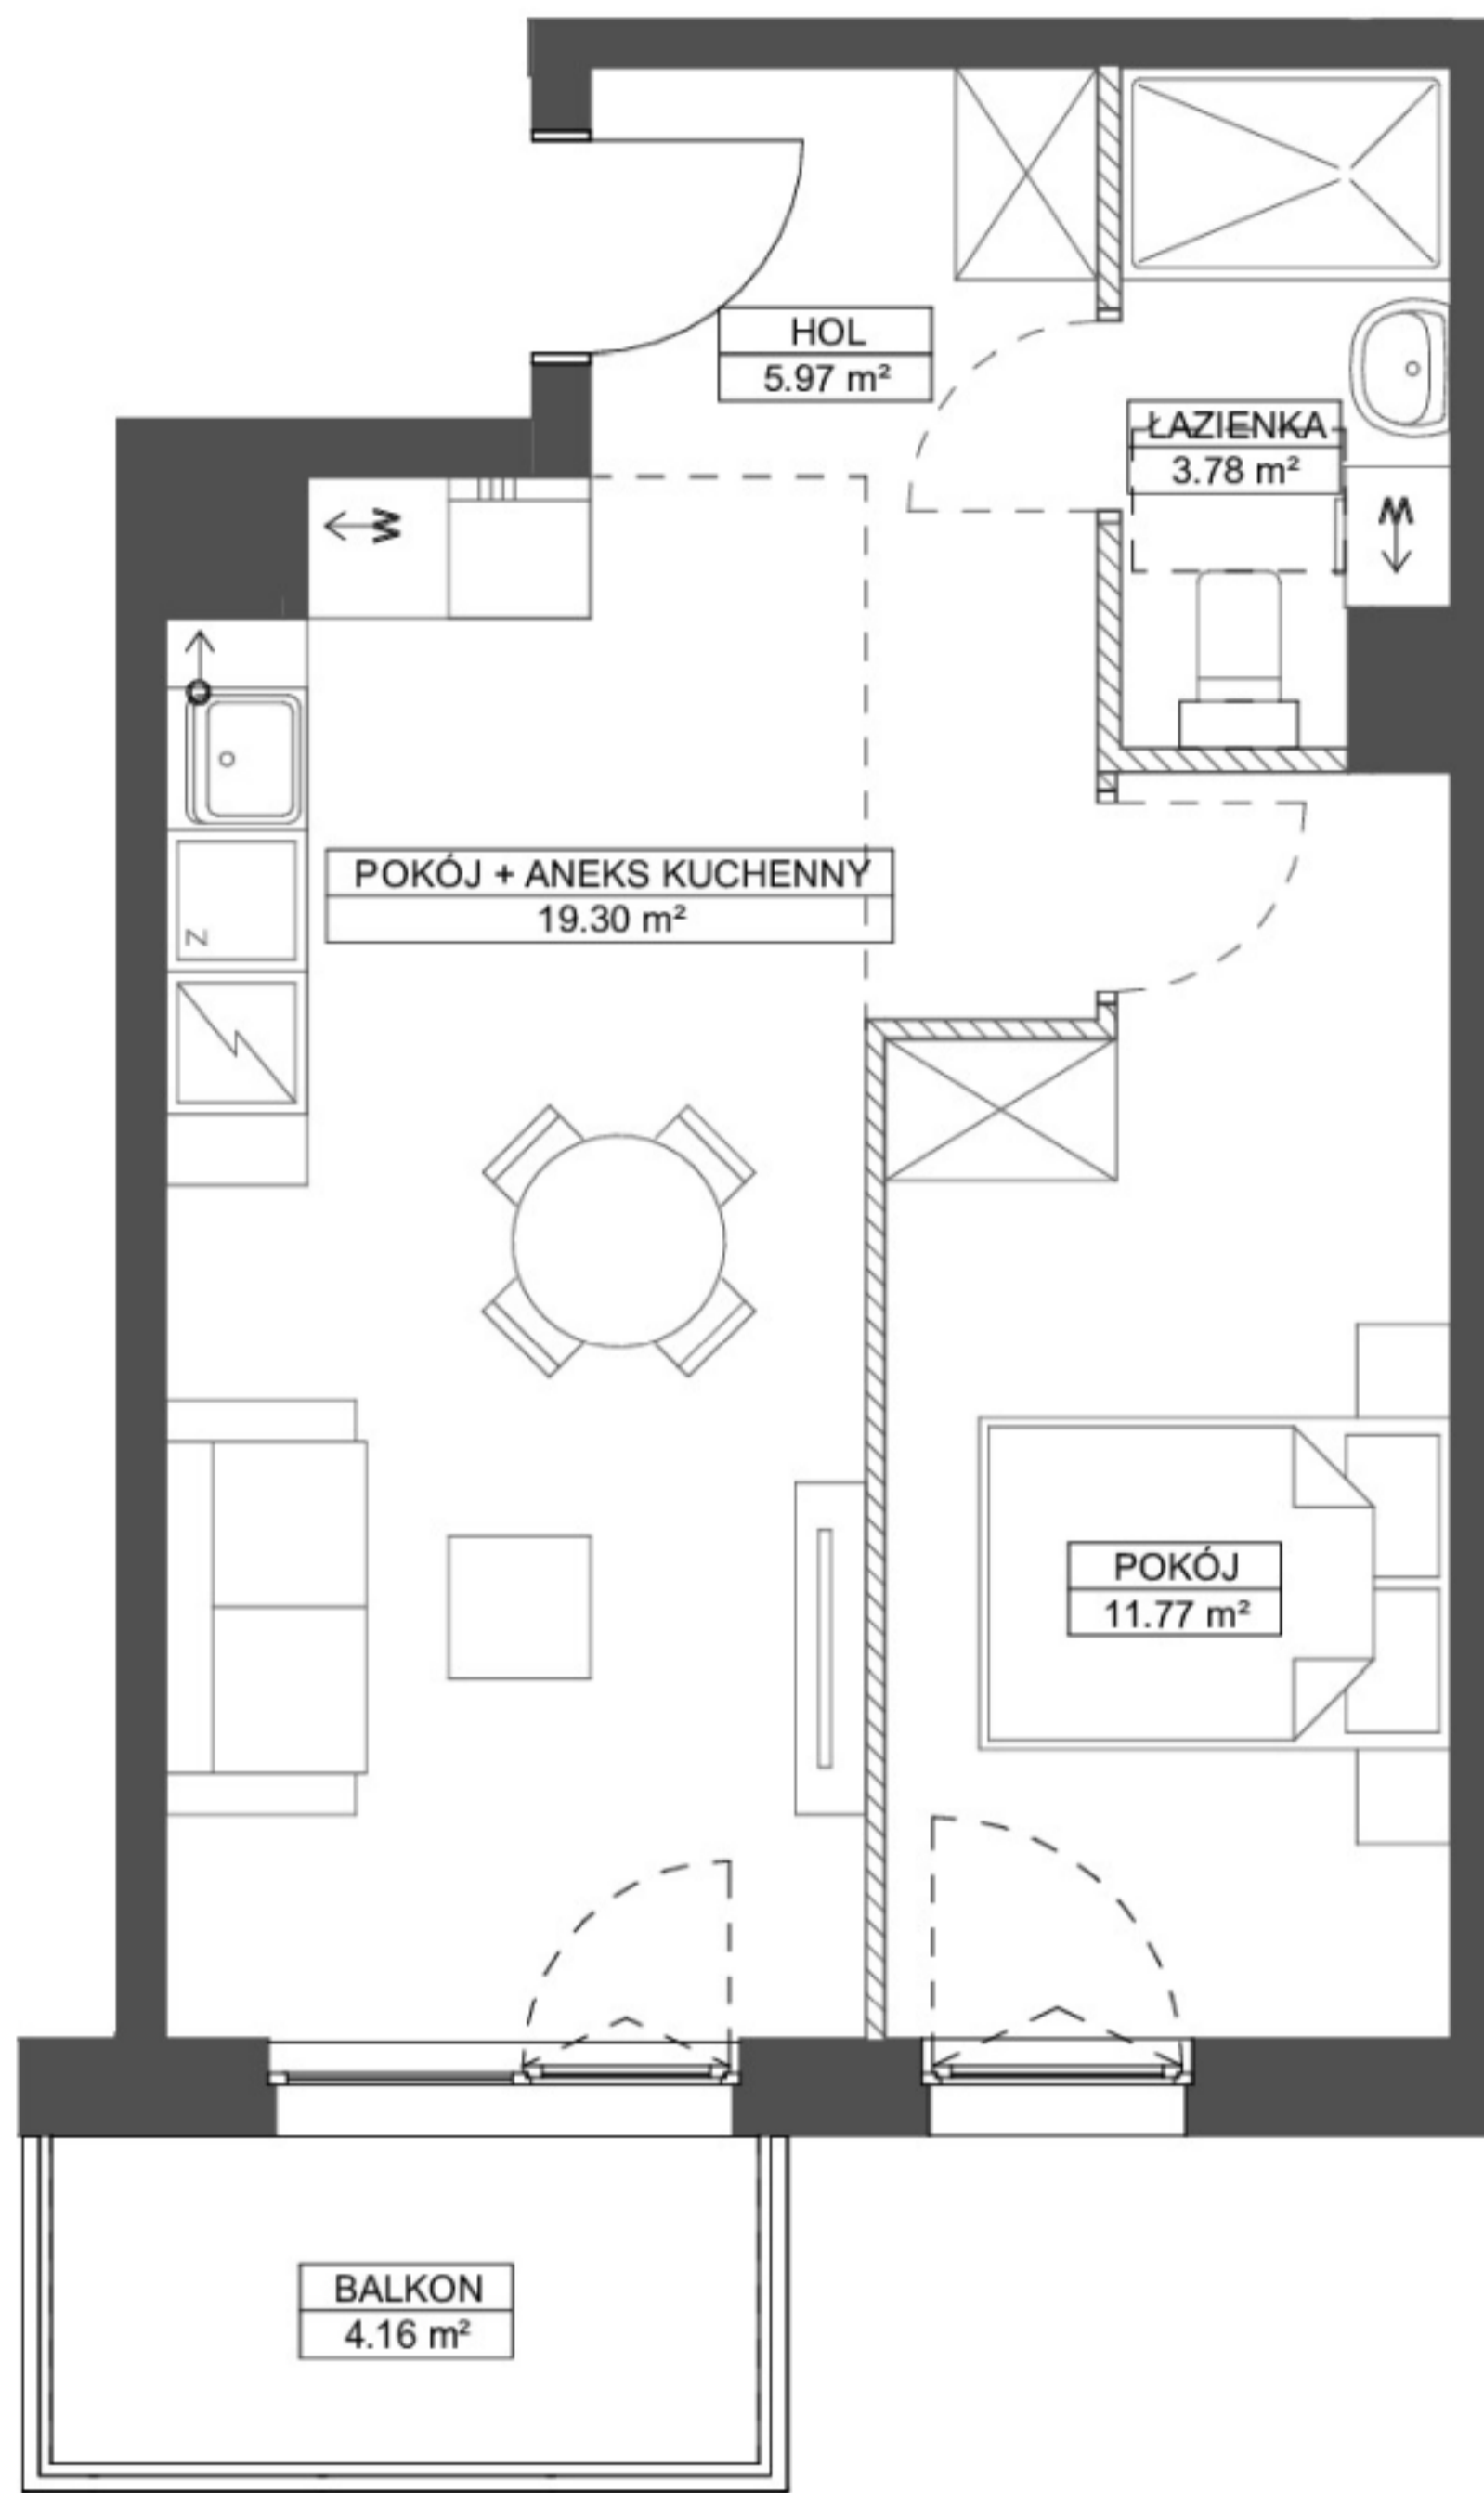 HOL
5.97 m²
ŁAZIENKA
3.78 m²
W
W
POKÓJ + ANEKS KUCHENNY
19.30 m²
Z
POKÓJ
11.77 m²
BALKON
4.16 m²